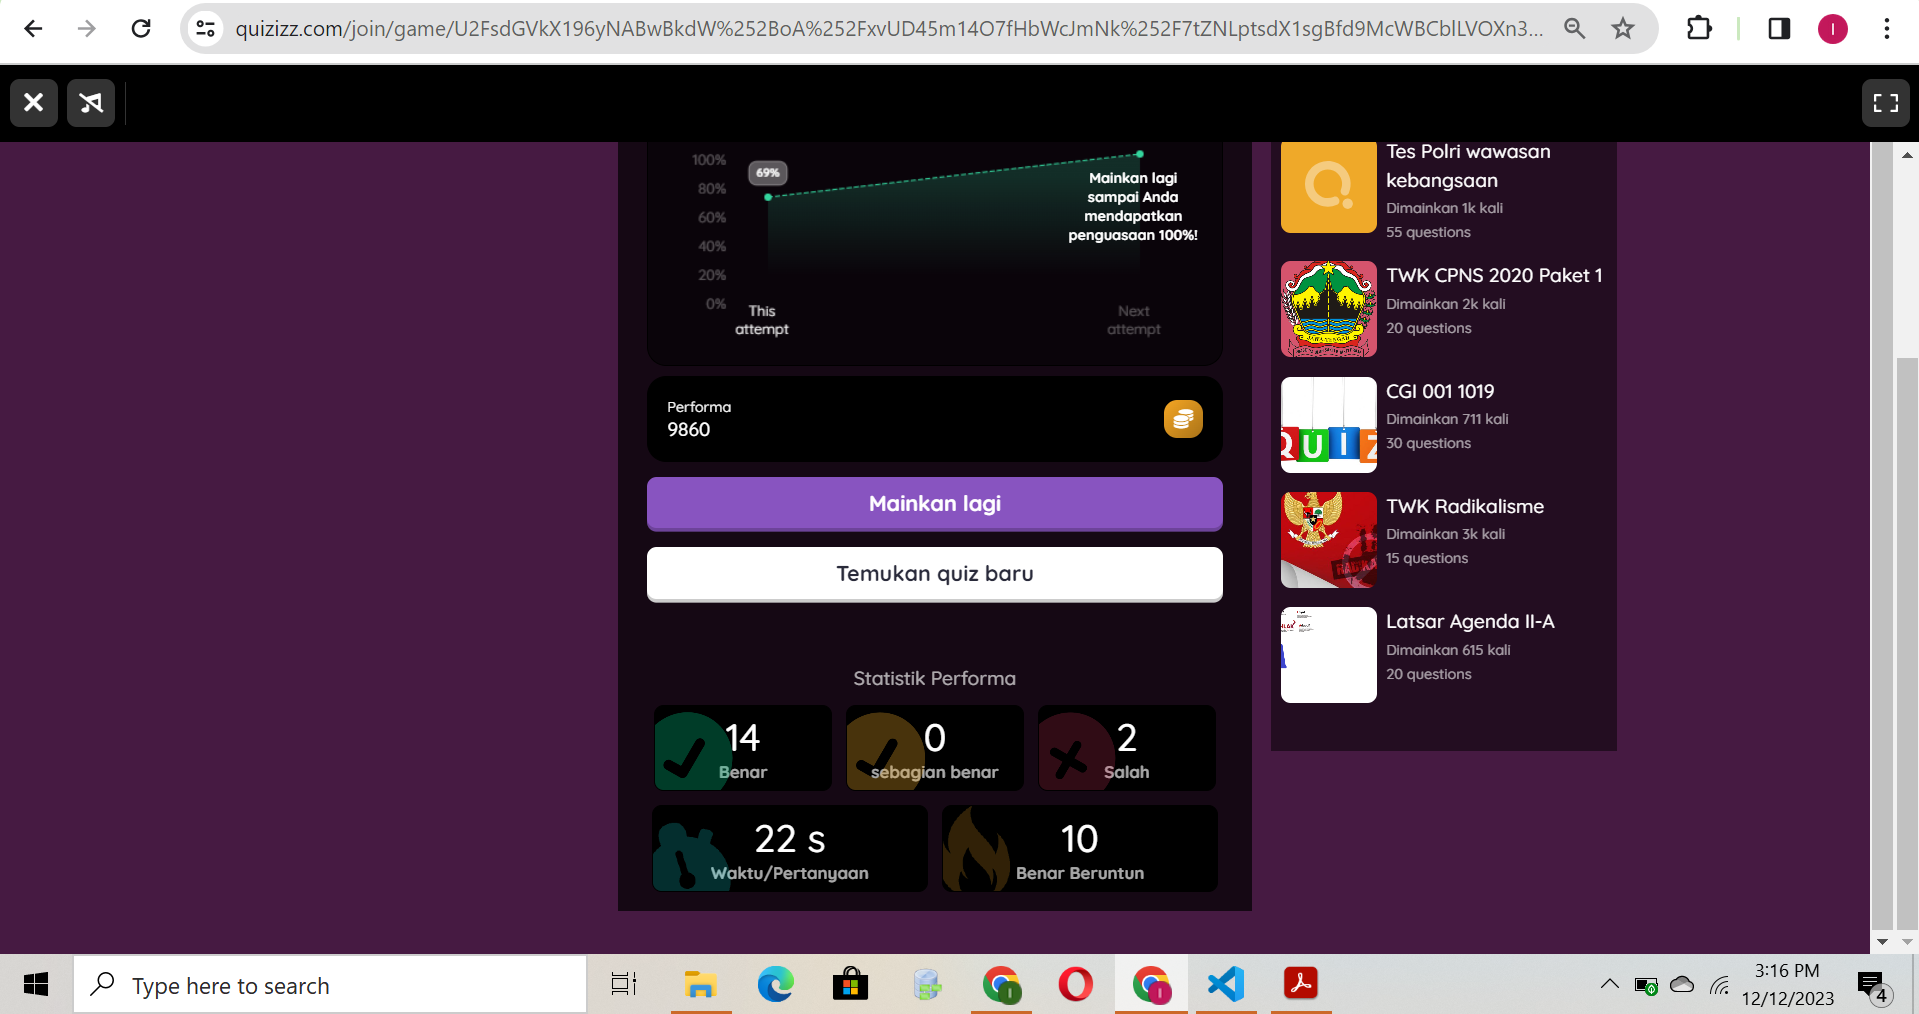 quizizz.com/join/game/U2FsdGVkX196yNABwBkdW%252BoA%252FxvUD45m14O7fHbWcJmNk%252F7tZNLptsdX1sgBfd9McWBCblLVOXn3...
I
100%
80%
60%
40%
20%
0%
69%
Mainkan lagi
sampai Anda
mendapatkan
penguasaan 100%!
This
attempt
Next
attempt
Performa
9860
Mainkan lagi
Temukan quiz baru
Statistik Performa
14
Benar
0
sebagian benar
2
Salah
22 s
Waktu/Pertanyaan
10
Benar Beruntun
Tes Polri wawasan
kebangsaan
Dimainkan 1k kali
55 questions
TWK CPNS 2020 Paket 1
Dimainkan 2k kali
20 questions
QUIZ
CGI 001 1019
Dimainkan 711 kali
30 questions
TWK Radikalisme
Dimainkan 3k kali
15 questions
Latsar Agenda II-A
Dimainkan 615 kali
20 questions
Type here to search
3:16 PM
12/12/2023
4